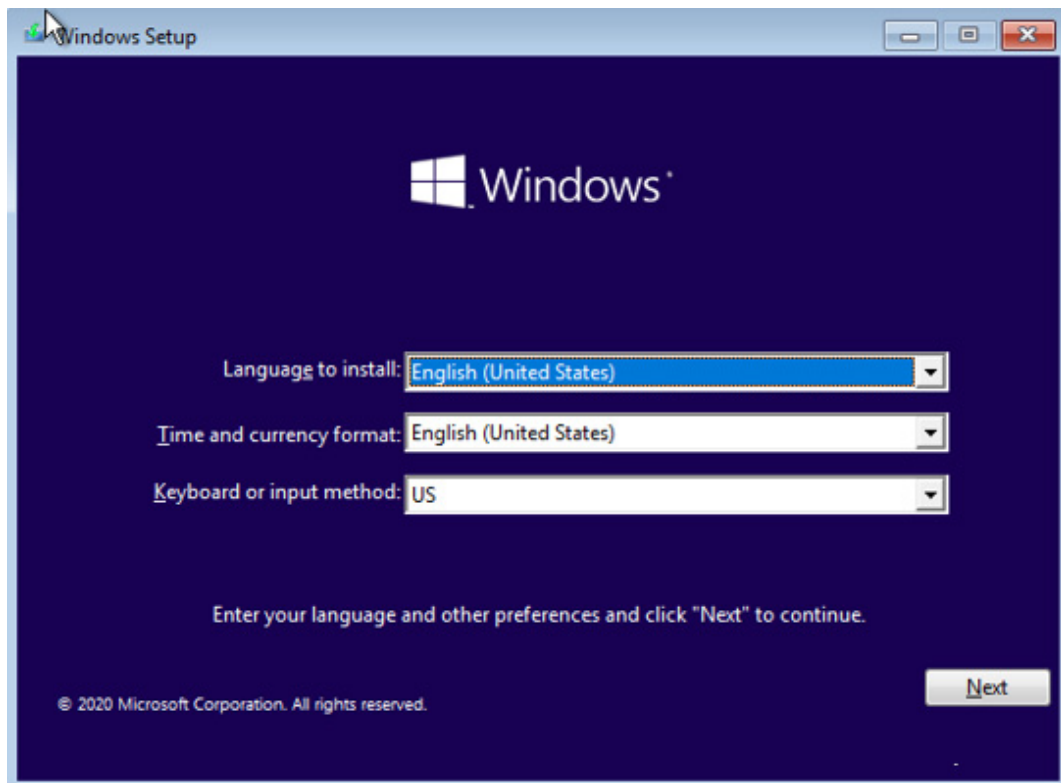 Windows Setup
Windows
Language to install: English (United States)
Time and currency format: English (United States)
Keyboard or input method: US
Enter your language and other preferences and click "Next" to continue.
Next
© 2020 Microsoft Corporation. All rights reserved.